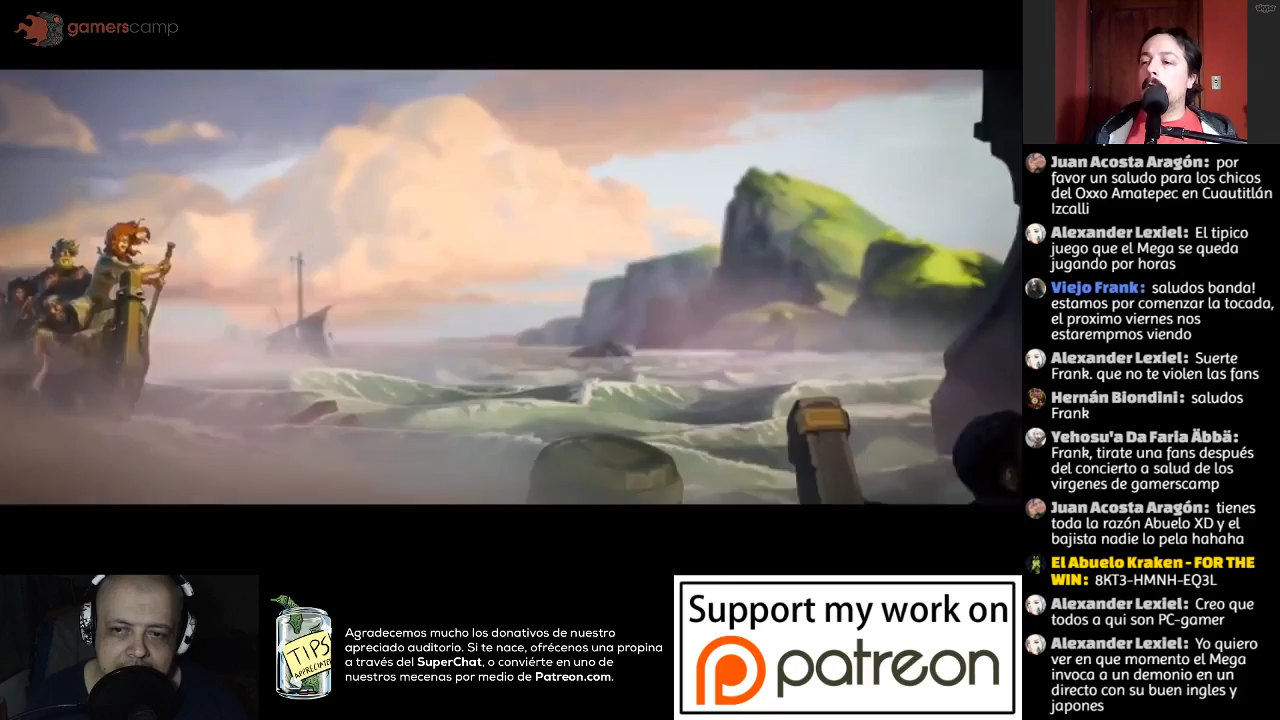 gamerscamp
skype
Juan Acosta Aragón: por
favor un saludo para los chicos
del Oxxo Amatepec en Cuautitlán
Izcalli
Alexander Lexiel: El tipico
juego que el Mega se queda
jugando por horas
Viejo Frank: saludos banda!
estamos por comenzar la tocada,
el proximo viernes nos
estarempmos viendo
Alexander Lexiel: Suerte
Frank. que no te violen las fans
Hernán Biondini: saludos
Frank
Yehosu'a Da Faria Äbbä:
Frank, tirate una fans después
del concierto a salud de los
virgenes de gamerscamp
Juan Acosta Aragón: tienes
toda la razón Abuelo XD y el
bajista nadie lo pela hahaha
El Abuelo Kraken - FOR THE
WIN: 8KT3-HMNH-EQ3L
Alexander Lexiel: Creo que
todos a qui son PC-gamer
Alexander Lexiel: Yo quiero
ver en que momento el Mega
invoca a un demonio en un
directo con su buen ingles y
japones
TIPS
APPRECIATED
Agradecemos mucho los donativos de nuestro
apreciado auditorio. Si te nace, ofrécenos una propina
a través del SuperChat, o conviérte en uno de
nuestros mecenas por medio de Patreon.com.
Support my work on
patreon